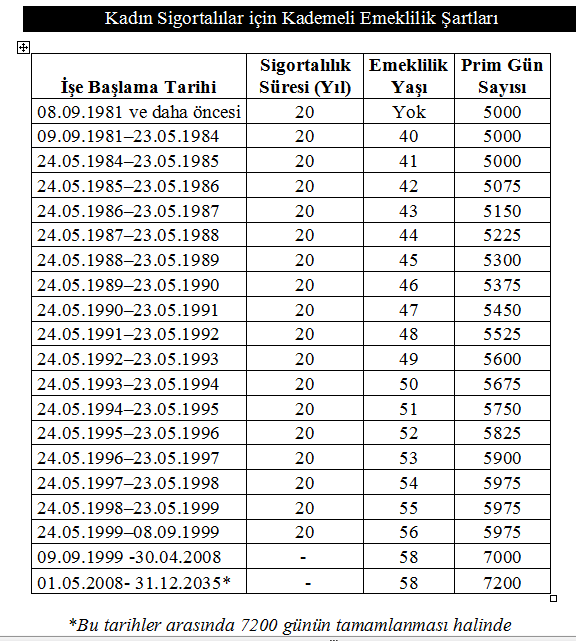 Kadın Sigortalılar için Kademeli Emeklilik Şartları
İşe Başlama Tarihi Sigortalılık Süresi (Yıl) Emeklilik Yaşı Prim Gün Sayısı
08.09.1981 ve daha öncesi 20 Yok 5000
09.09.1981–23.05.1984 20 40 5000
24.05.1984–23.05.1985 20 41 5000
24.05.1985–23.05.1986 20 42 5075
24.05.1986–23.05.1987 20 43 5150
24.05.1987–23.05.1988 20 44 5225
24.05.1988–23.05.1989 20 45 5300
24.05.1989–23.05.1990 20 46 5375
24.05.1990–23.05.1991 20 47 5450
24.05.1991–23.05.1992 20 48 5525
24.05.1992–23.05.1993 20 49 5600
24.05.1993–23.05.1994 20 50 5675
24.05.1994–23.05.1995 20 51 5750
24.05.1995–23.05.1996 20 52 5825
24.05.1996–23.05.1997 20 53 5900
24.05.1997–23.05.1998 20 54 5975
24.05.1998–23.05.1999 20 55 5975
24.05.1999–08.09.1999 20 56 5975
09.09.1999 -30.04.2008 - 58 7000
01.05.2008- 31.12.2035* - 58 7200
*Bu tarihler arasında 7200 günün tamamlanması halinde